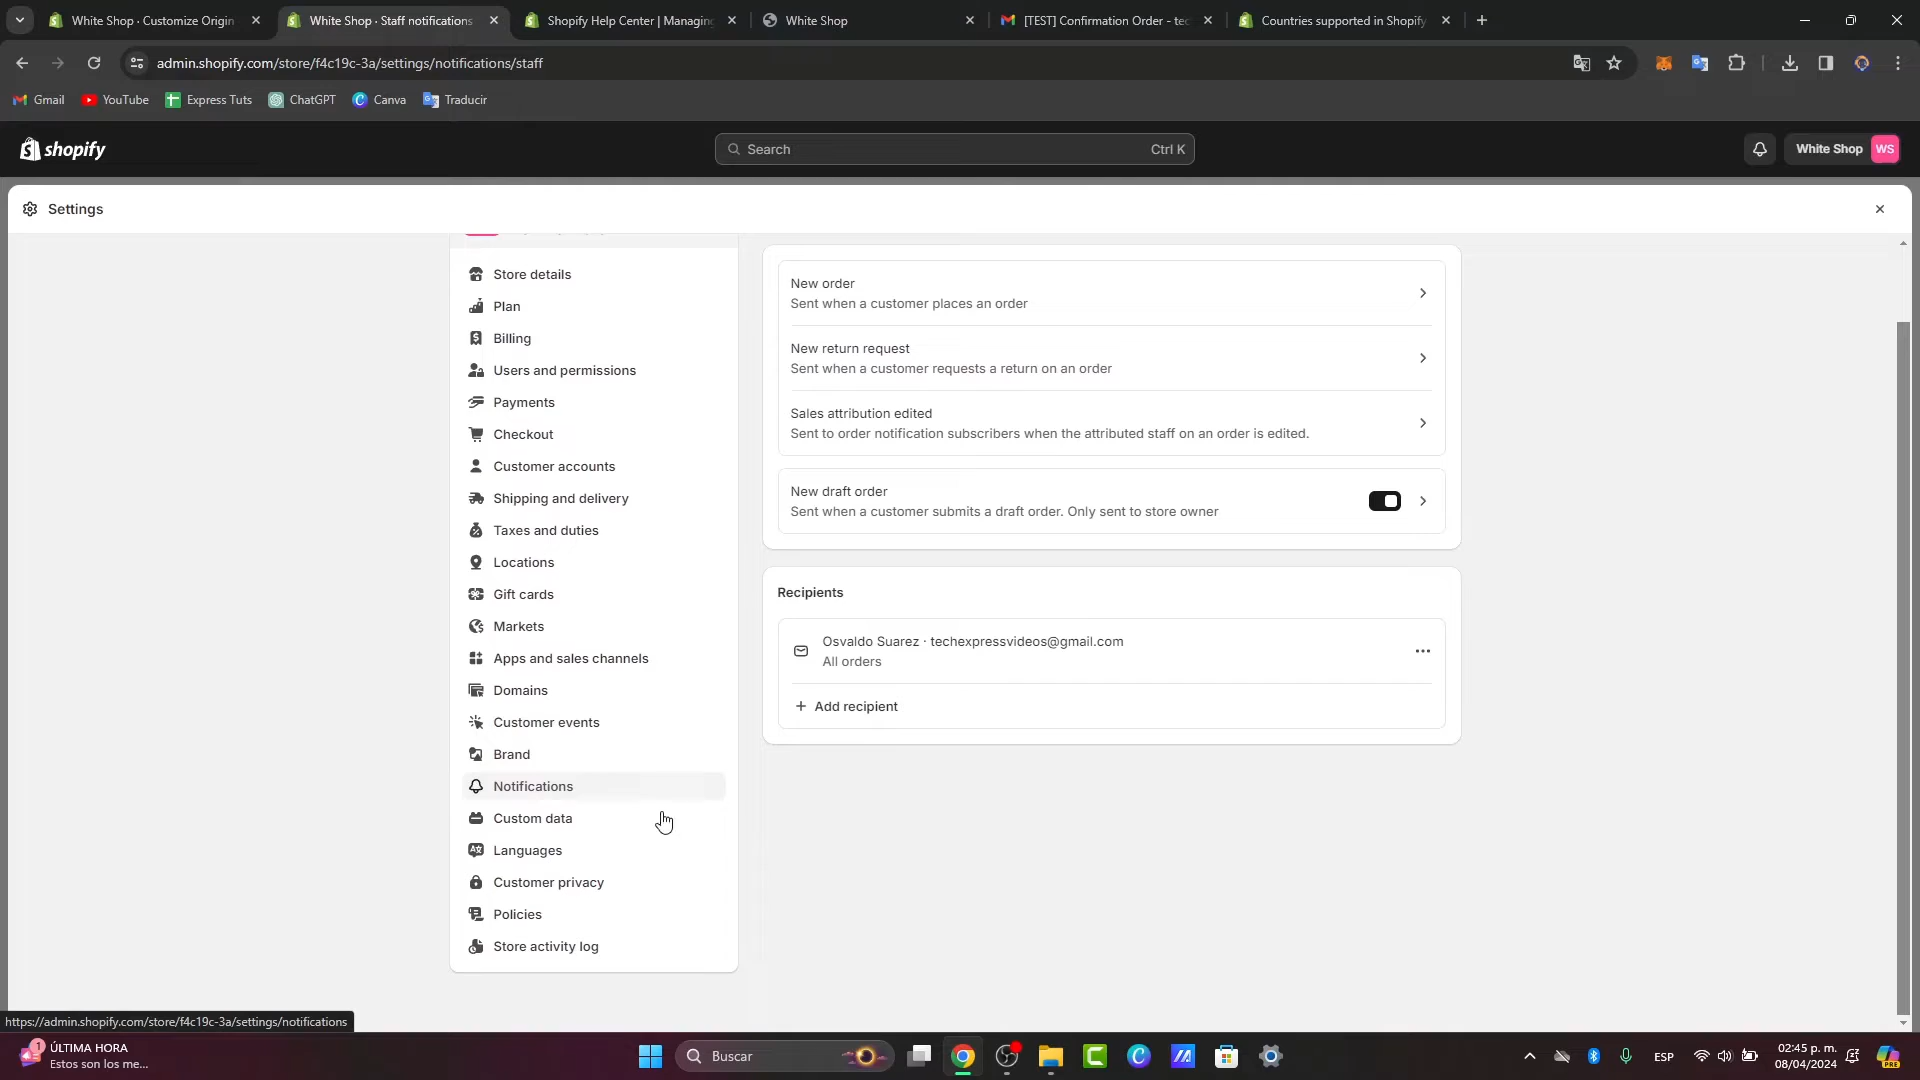 White Shop · Customize Origin
White Shop · Staff notifications
Shopify Help Center | Managing
White Shop
[TEST] Confirmation Order - tec
Countries supported in Shopify
admin.shopify.com/store/f4c19c-3a/settings/notifications/staff
Gmail
YouTube
Express Tuts
ChatGPT
Canva
Traducir
shopify
Search
Ctrl K
White Shop
WS
Settings
Store details
Plan
Billing
Users and permissions
Payments
Checkout
Customer accounts
Shipping and delivery
Taxes and duties
Locations
Gift cards
Markets
Apps and sales channels
Domains
Customer events
Brand
Notifications
Custom data
Languages
Customer privacy
Policies
Store activity log
New order
Sent when a customer places an order
New return request
Sent when a customer requests a return on an order
Sales attribution edited
Sent to order notification subscribers when the attributed staff on an order is edited.
New draft order
Sent when a customer submits a draft order. Only sent to store owner
Recipients
Osvaldo Suarez · techexpressvideos@gmail.com
All orders
+ Add recipient
https://admin.shopify.com/store/f4c19c-3a/settings/notifications
1
ÚLTIMA HORA
Estos son los me...
Buscar
ESP
02:45 p. m.
08/04/2024
PRE